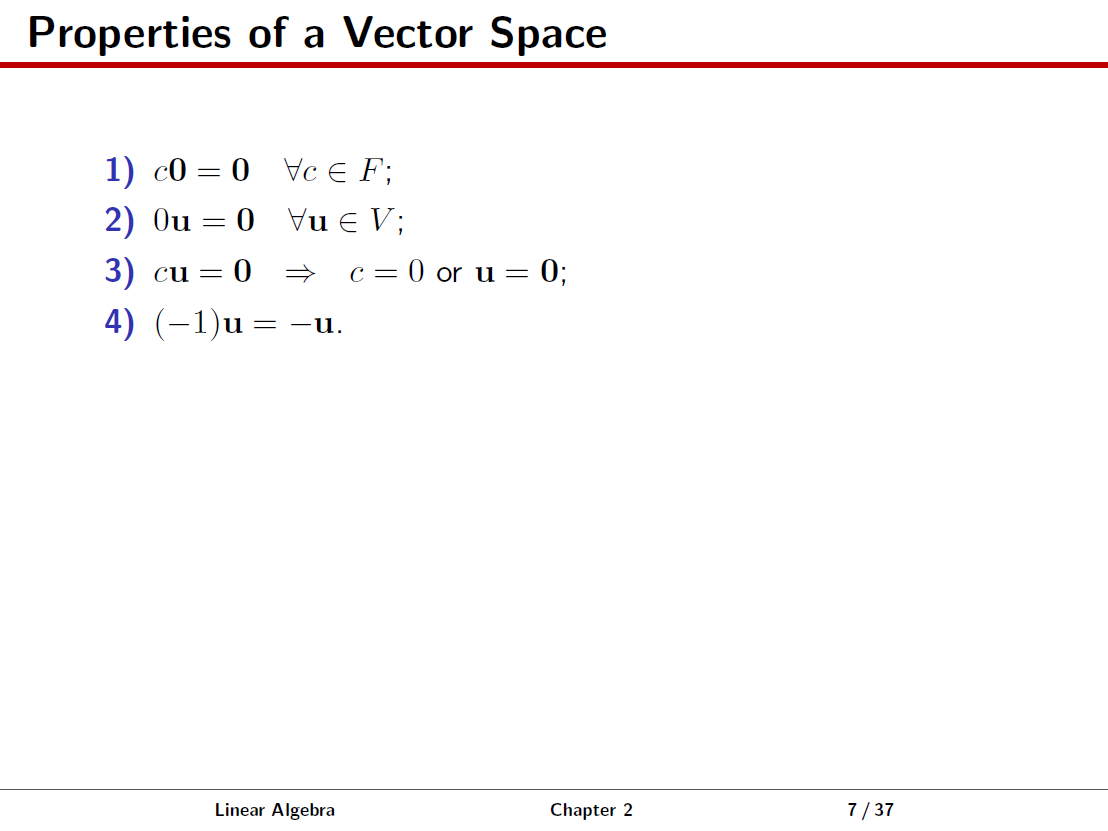 Properties of a Vector Space
1) c0 = 0 ∀c ∈ F;
2) 0u = 0 ∀u ∈ V;
3) cu = 0 ⇒ c = 0 or u = 0;
4) (−1)u = −u.
Linear Algebra Chapter 2 7 / 37